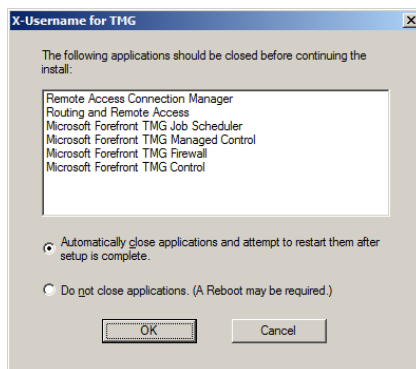 X-Username for TMG
The following applications should be closed before continuing the
install:
Remote Access Connection Manager
Routing and Remote Access
Microsoft Forefront TMG Job Scheduler
Microsoft Forefront TMG Managed Control
Microsoft Forefront TMG Firewall
Microsoft Forefront TMG Control
Automatically close applications and attempt to restart them after
setup is complete.
Do not close applications. (A Reboot may be required.)
OK
Cancel